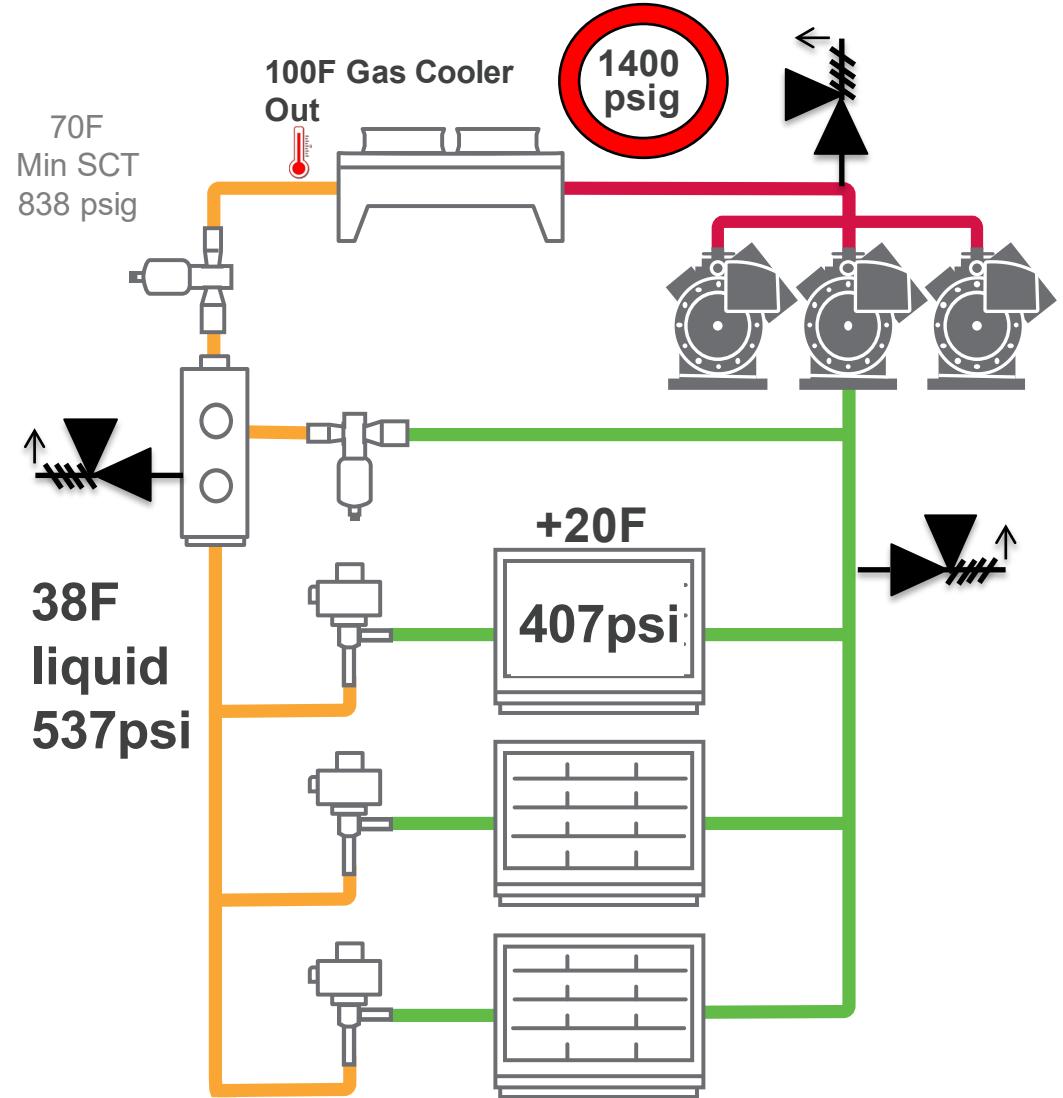 100F Gas Cooler
Out
1400
psig
70F
Min SCT
838 psig
+20F
407psi
38F
liquid
537psi